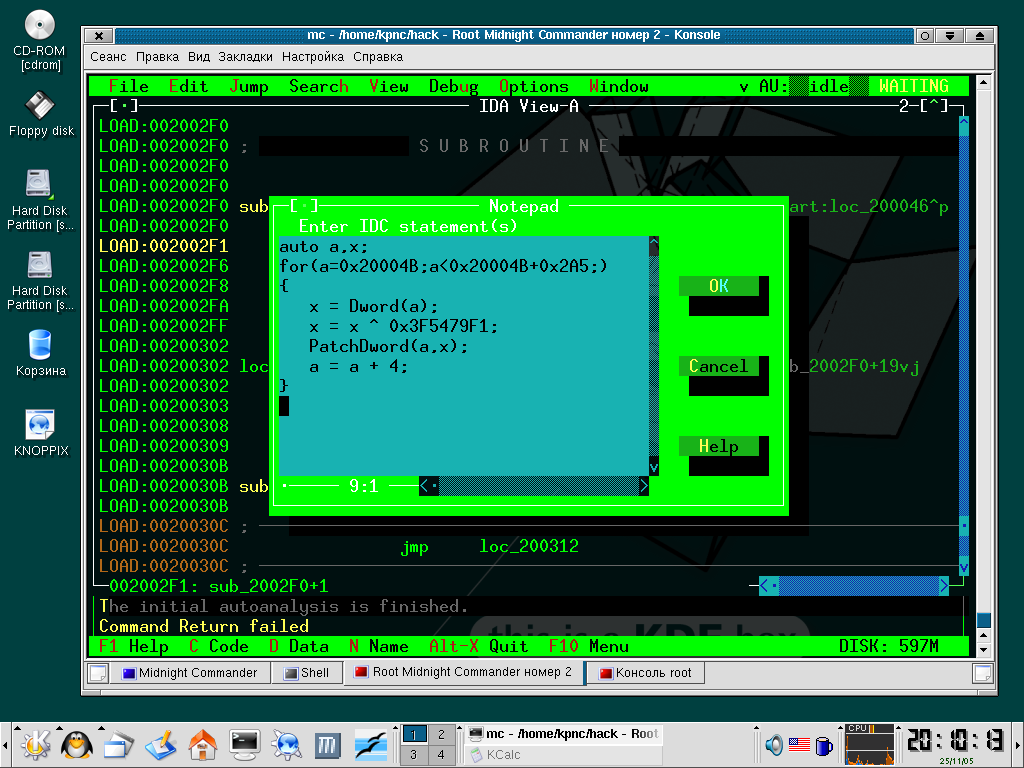 CD-ROM
[cdrom]
Floppy disk
Hard Disk
Partition [s...
Hard Disk
Partition [s...
Корзина
KNOPPIX
mc - /home/kpnc/hack - Root Midnight Commander номер 2 - Konsole
Сеанс Правка Вид Закладки Настройка Справка
File Edit Jump Search View Debug Options Window v AU: idle WAITING
[·] IDA View-A 2-[^]
LOAD:002002F0
LOAD:002002F0 ; S U B R O U T I N E
LOAD:002002F0
LOAD:002002F0
LOAD:002002F0 sub art:loc_200046^p
LOAD:002002F0
LOAD:002002F1
LOAD:002002F6
LOAD:002002F8
LOAD:002002FA
LOAD:002002FF
LOAD:00200302
LOAD:00200302 loc b_2002F0+19vj
LOAD:00200302
LOAD:00200303
LOAD:00200308
LOAD:00200309
LOAD:0020030B
LOAD:0020030B sub
LOAD:0020030B
LOAD:0020030C ;
LOAD:0020030C jmp loc_200312
LOAD:0020030C ;
002002F1: sub_2002F0+1
[·] Notepad
Enter IDC statement(s)
auto a,x;
for(a=0x20004B;a<0x20004B+0x2A5;)
{
x = Dword(a);
x = x ^ 0x3F5479F1;
PatchDword(a,x);
a = a + 4;
}
9:1
OK
Cancel
Help
The initial autoanalysis is finished.
Command Return failed
this is a KDE box
F1 Help C Code D Data N Name Alt-X Quit F10 Menu DISK: 597M
Midnight Commander Shell Root Midnight Commander номер 2 Консоль root
1 2
3 4
mc - /home/kpnc/hack - Root
KCalc
CPU
20:10:13
25/11/05